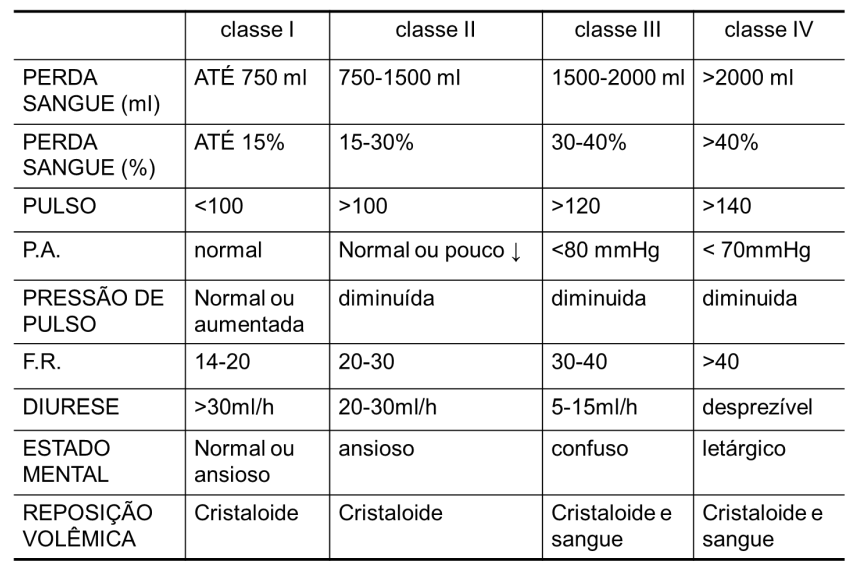 classe I classe II classe III classe IV
PERDA SANGUE (ml) ATÉ 750 ml 750-1500 ml 1500-2000 ml >2000 ml
PERDA SANGUE (%) ATÉ 15% 15-30% 30-40% >40%
PULSO <100 >100 >120 >140
P.A. normal Normal ou pouco ↓ <80 mmHg < 70mmHg
PRESSÃO DE PULSO Normal ou aumentada diminuída diminuida diminuida
F.R. 14-20 20-30 30-40 >40
DIURESE >30ml/h 20-30ml/h 5-15ml/h desprezível
ESTADO MENTAL Normal ou ansioso ansioso confuso letárgico
REPOSIÇÃO VOLÊMICA Cristaloide Cristaloide Cristaloide e sangue Cristaloide e sangue